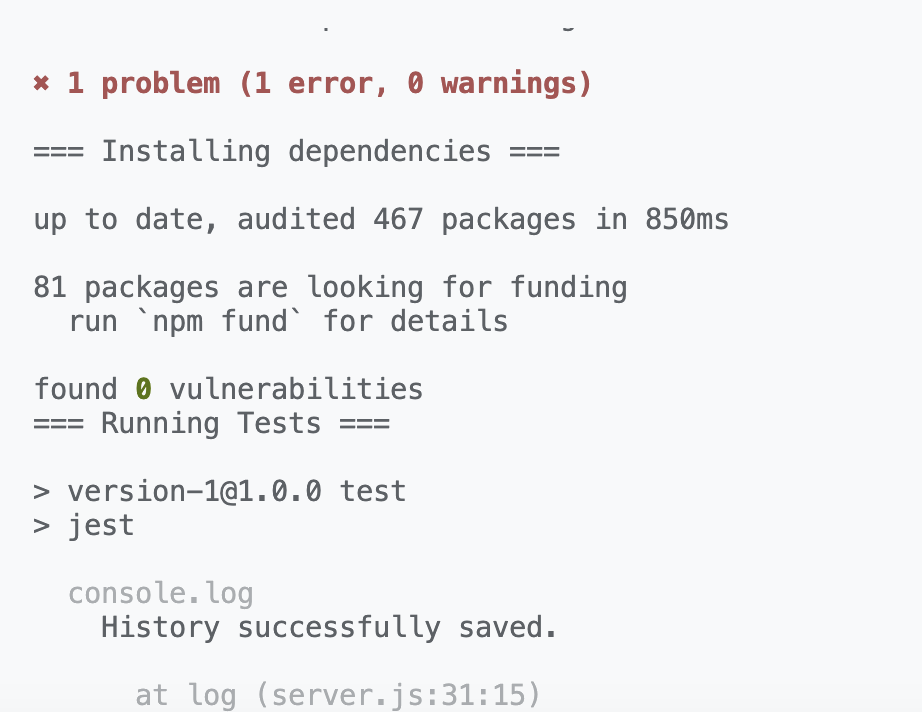 ✖ 1 problem (1 error, 0 warnings)
=== Installing dependencies ===
up to date, audited 467 packages in 850ms
81 packages are looking for funding
  run `npm fund` for details
found 0 vulnerabilities
=== Running Tests ===
> version-1@1.0.0 test
> jest
  console.log
    History successfully saved.
      at log (server.js:31:15)